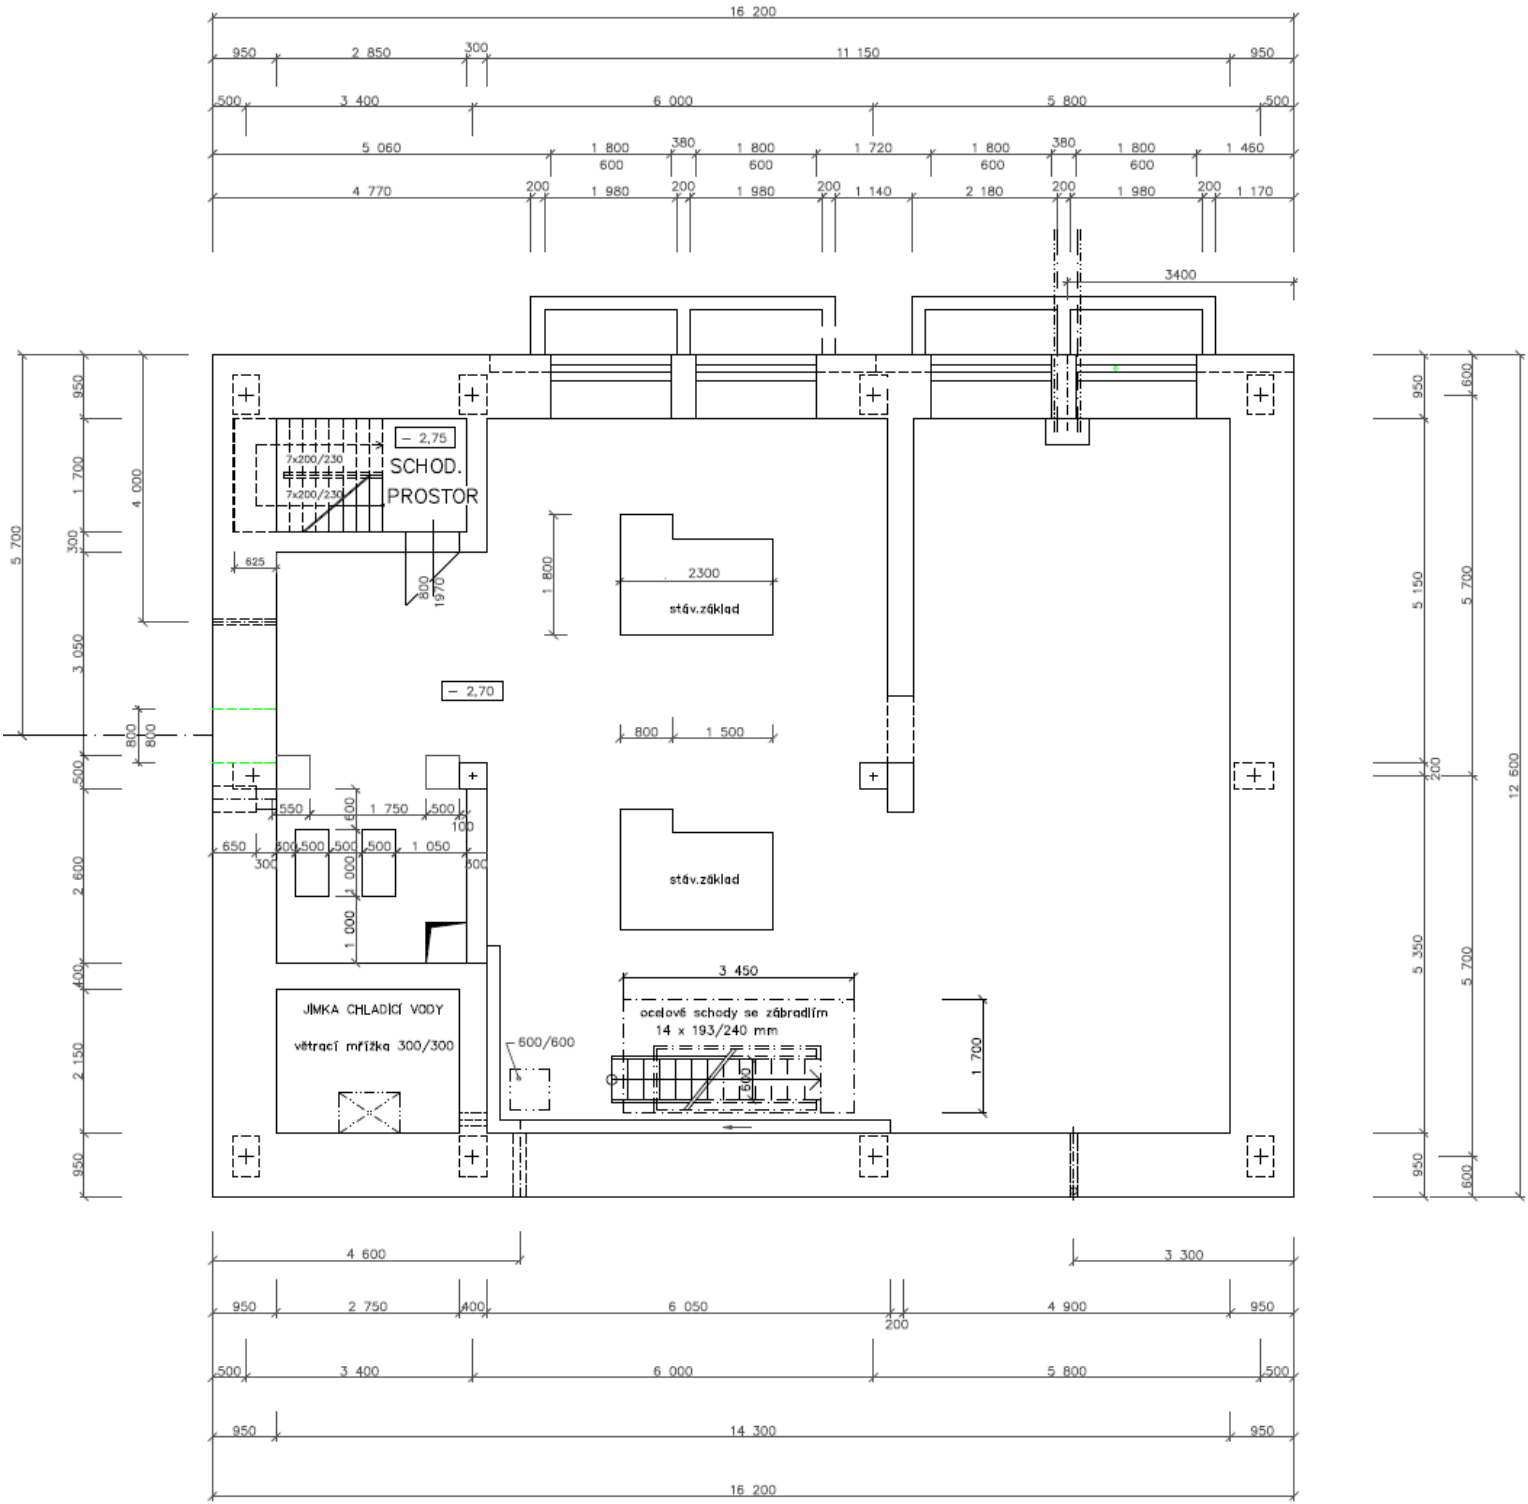 16 200
950 2 850 300 11 150 950
500 3 400 6 000 5 800 500
5 060 1 800 380 1 800 1 720 1 800 380 1 800 1 460
600 600 600 600
4 770 200 1 980 200 1 980 200 1 140 2 180 200 1 980 200 1 170
3400
950
1 700
300
3 050
500
2 600
400
2 150
950
5 700
4 000
800
800
- 2,75
SCHOD.
PROSTOR
7x200/230
7x200/230
625
800
1970
1 800
2300
stáv.základ
- 2,70
800 1 500
550 1 750 500
100
600
650 300 300 500 500 500 1 050 300
1 000
1 000
stáv.základ
3 450
ocelové schody se zábradlím
14 x 193/240 mm
600
1 700
JÍMKA CHLADÍCÍ VODY
větrací mřížka 300/300
600/600
950
5 150
200
5 350
950
600
5 700
5 700
600
12 600
4 600 3 300
950 2 750 400 6 050 200 4 900 950
500 3 400 6 000 5 800 500
950 14 300 950
16 200